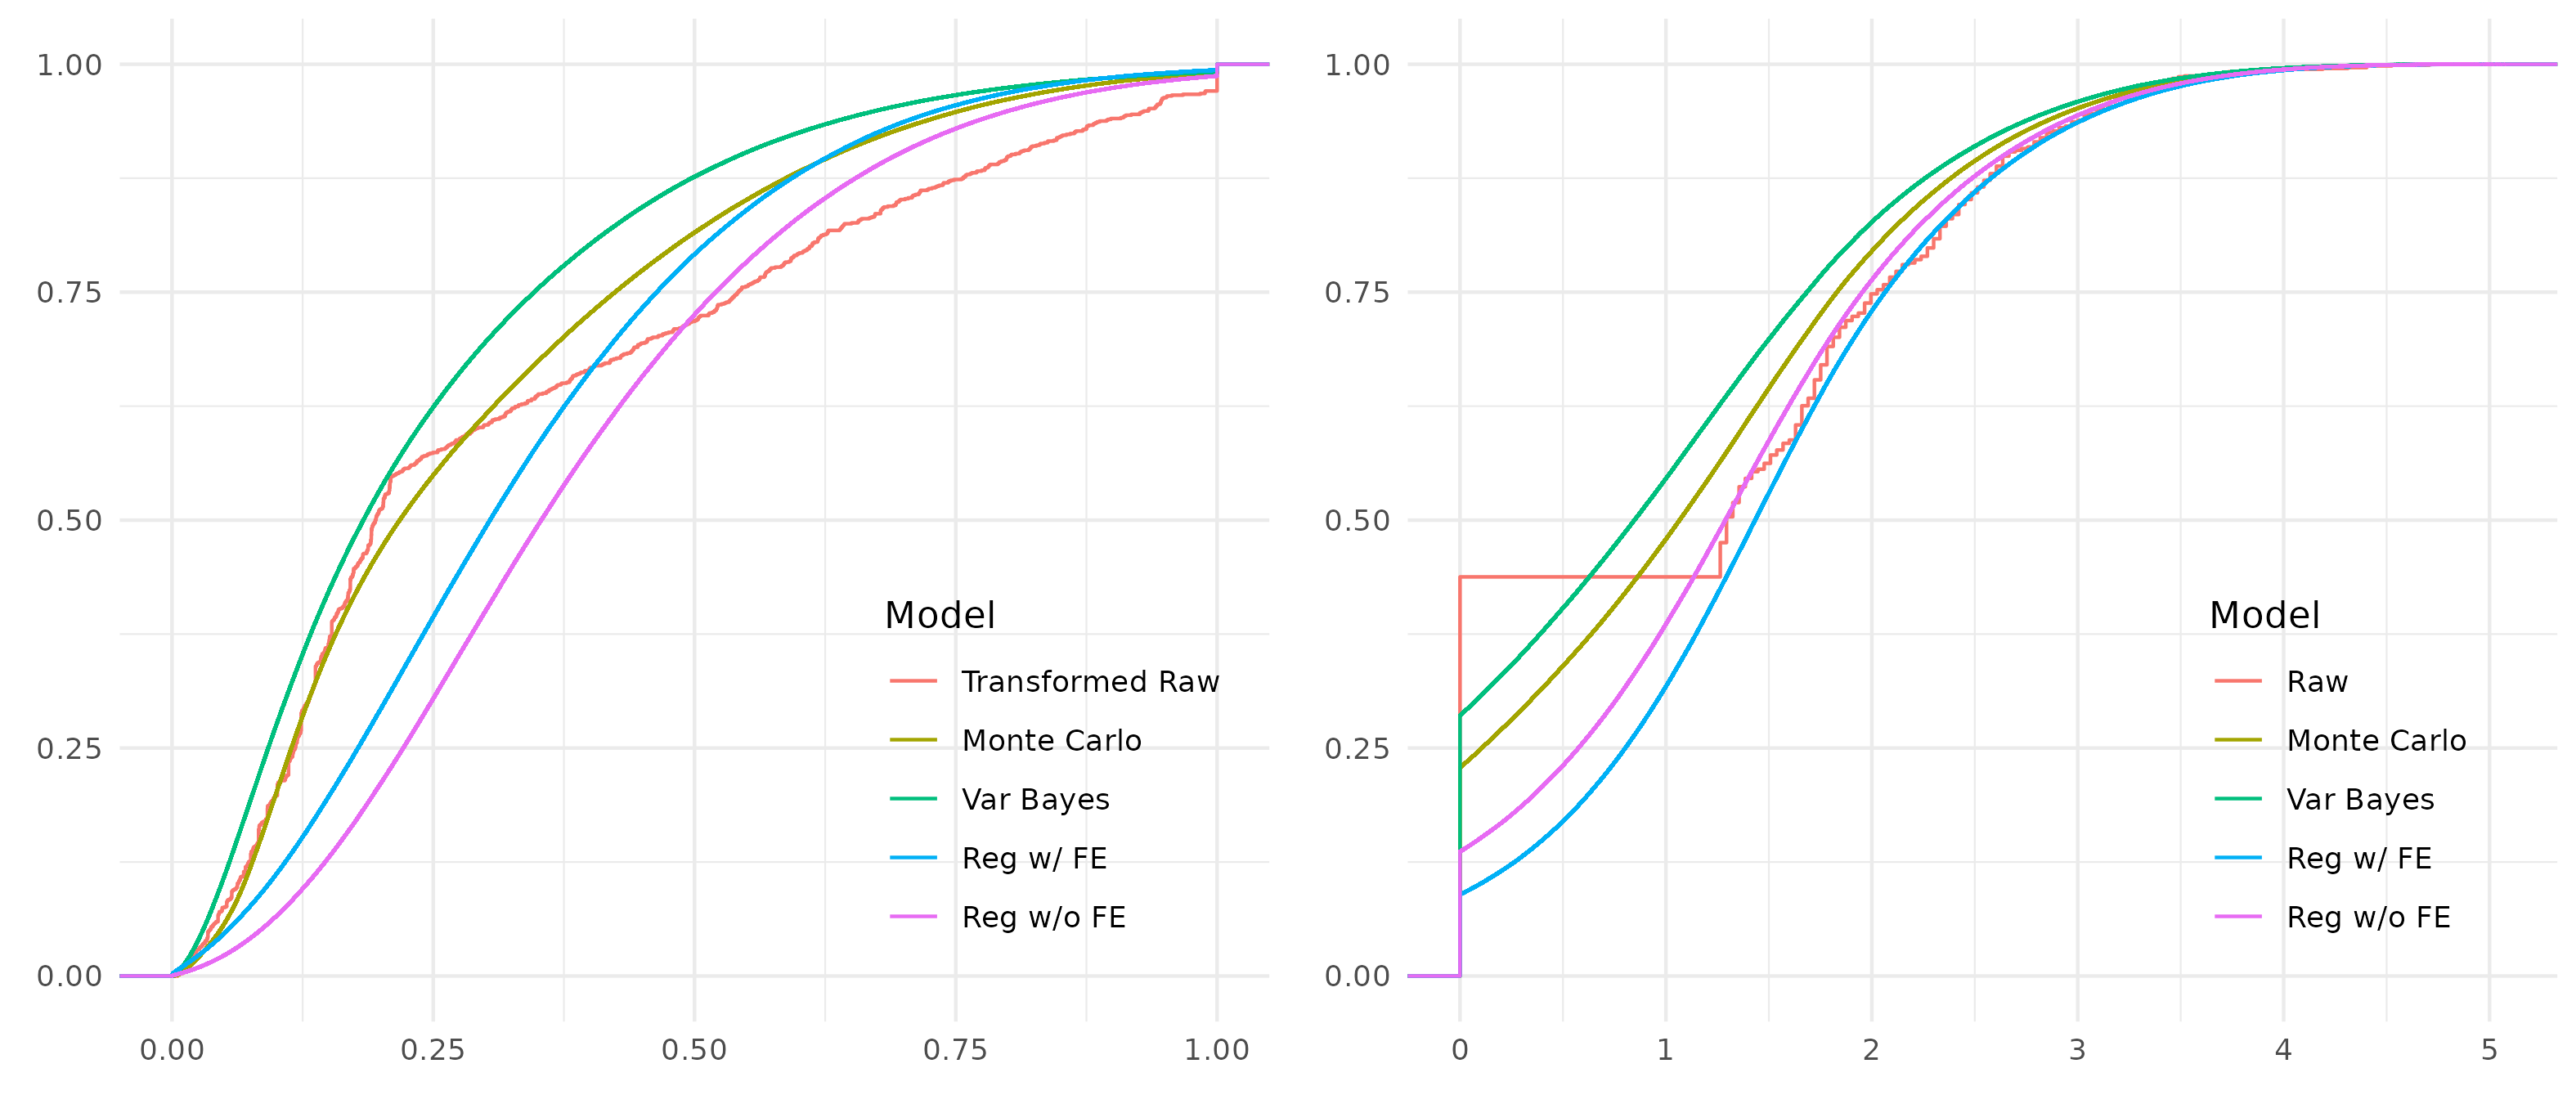 1.00
0.75
0.50
0.25
0.00
0.00 0.25 0.50 0.75 1.00
Model
Transformed Raw
Monte Carlo
Var Bayes
Reg w/ FE
Reg w/o FE
1.00
0.75
0.50
0.25
0.00
0 1 2 3 4 5
Model
Raw
Monte Carlo
Var Bayes
Reg w/ FE
Reg w/o FE